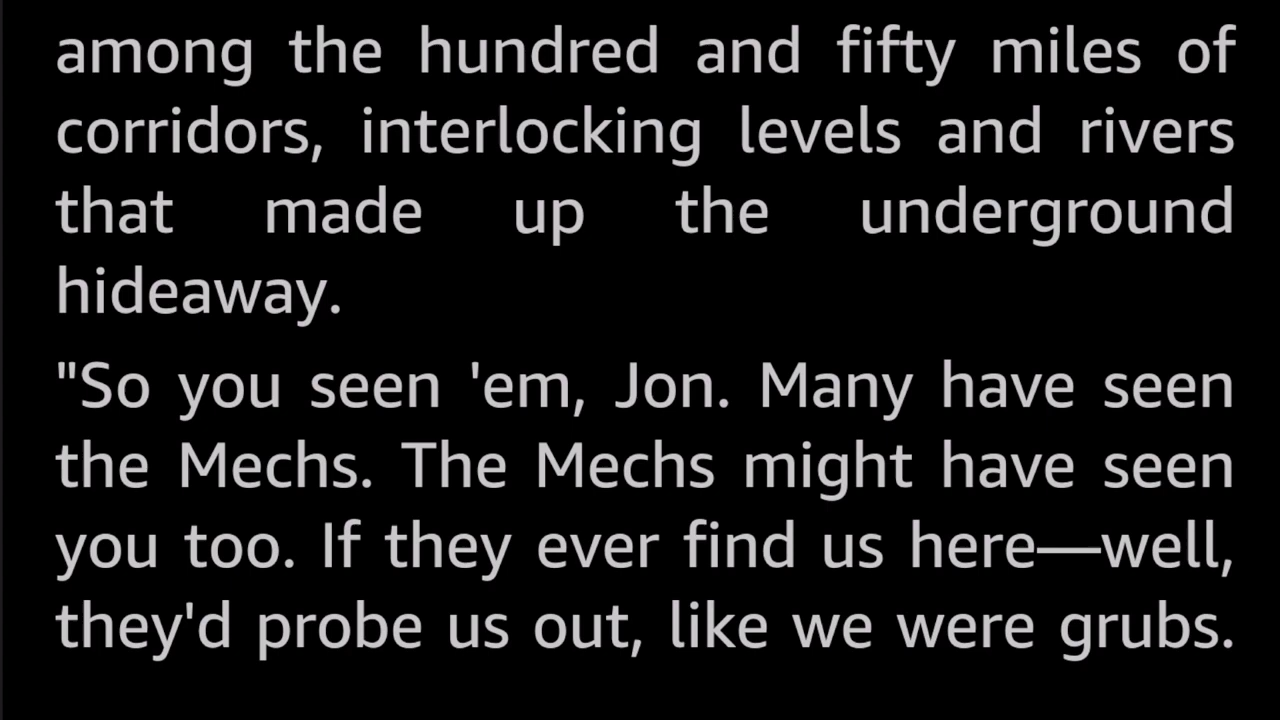 among the hundred and fifty miles of
corridors, interlocking levels and rivers
that made up the underground
hideaway.
"So you seen 'em, Jon. Many have seen
the Mechs. The Mechs might have seen
you too. If they ever find us here—well,
they'd probe us out, like we were grubs.